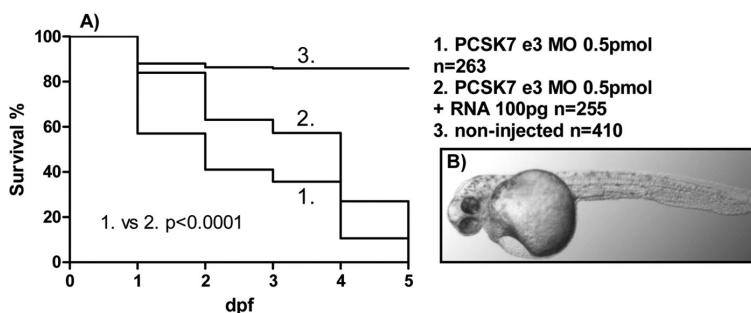 A)
100
80
60
40
20
0
Survival %
3.
2.
1.
1. vs 2. p<0.0001
0 1 2 3 4 5
dpf
1. PCSK7 e3 MO 0.5pmol
n=263
2. PCSK7 e3 MO 0.5pmol
+ RNA 100pg n=255
3. non-injected n=410
B)